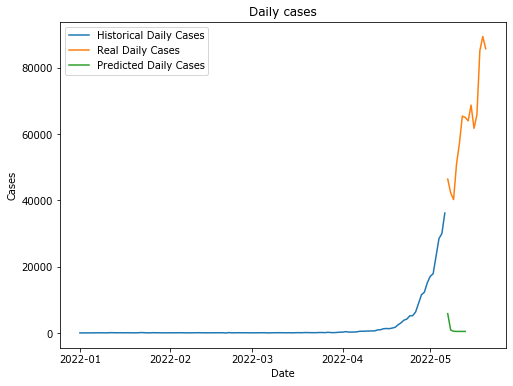 Daily cases
Historical Daily Cases
Real Daily Cases
Predicted Daily Cases
Cases
80000
60000
40000
20000
0
2022-01 2022-02 2022-03 2022-04 2022-05
Date